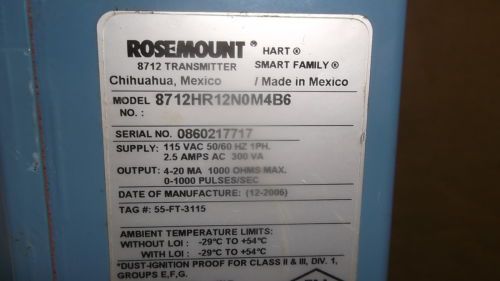 ROSEMOUNT® HART®
8712 TRANSMITTER SMART FAMILY®
Chihuahua, Mexico / Made in Mexico
MODEL 8712HR12N0M4B6
NO. :
SERIAL NO. 0860217717
SUPPLY: 115 VAC 50/60 HZ 1PH.
2.5 AMPS AC 300 VA
OUTPUT: 4-20 MA 1000 OHMS MAX.
0-1000 PULSES/SEC
DATE OF MANUFACTURE: (12-2006)
TAG #: 55-FT-3115
AMBIENT TEMPERATURE LIMITS:
WITHOUT LOI : -29°C TO +54°C
WITH LOI : -29°C TO +54°C
*DUST-IGNITION PROOF FOR CLASS II & III, DIV. 1,
GROUPS E,F,G.